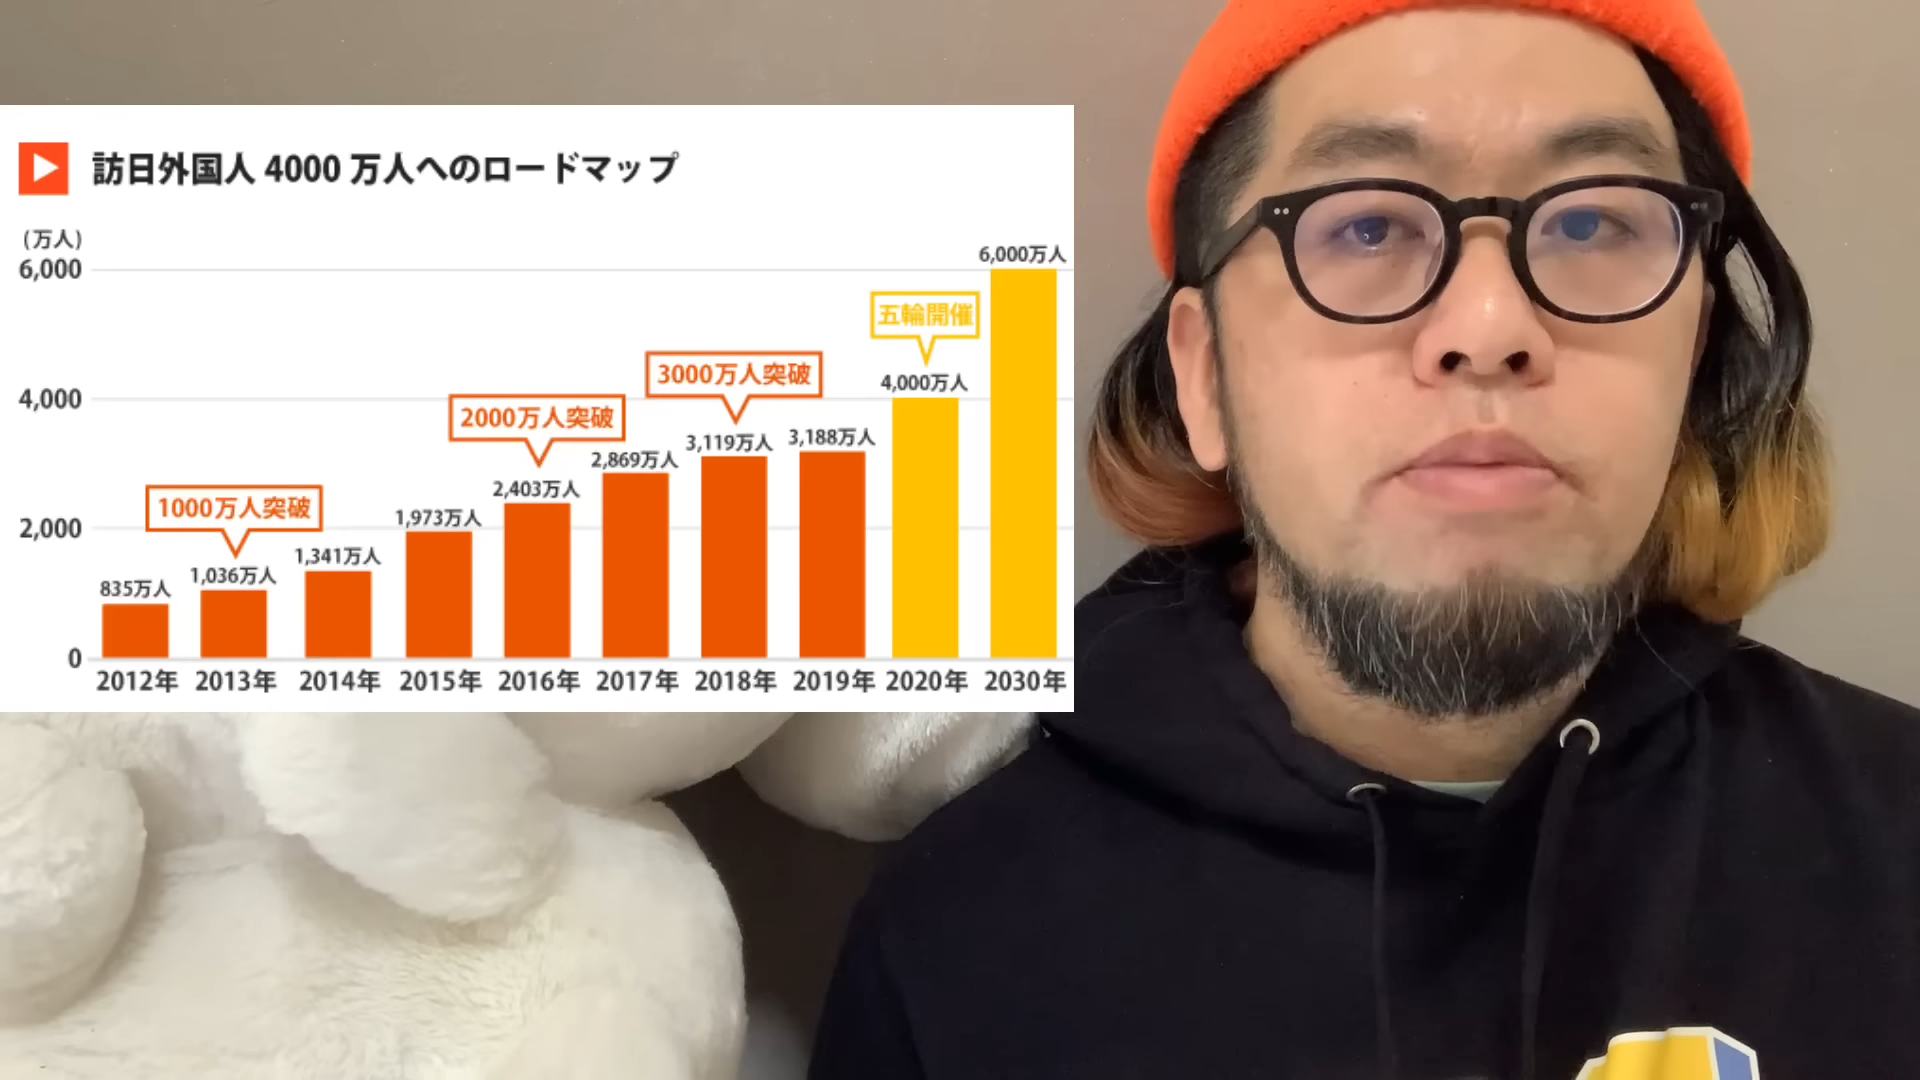 訪日外国人 4000 万人へのロードマップ
(万人)
6,000
4,000
2,000
0
835万人
1,036万人
1,341万人
1,973万人
2,403万人
2,869万人
3,119万人
3,188万人
4,000万人
6,000万人
1000万人突破
2000万人突破
3000万人突破
五輪開催
2012年
2013年
2014年
2015年
2016年
2017年
2018年
2019年
2020年
2030年